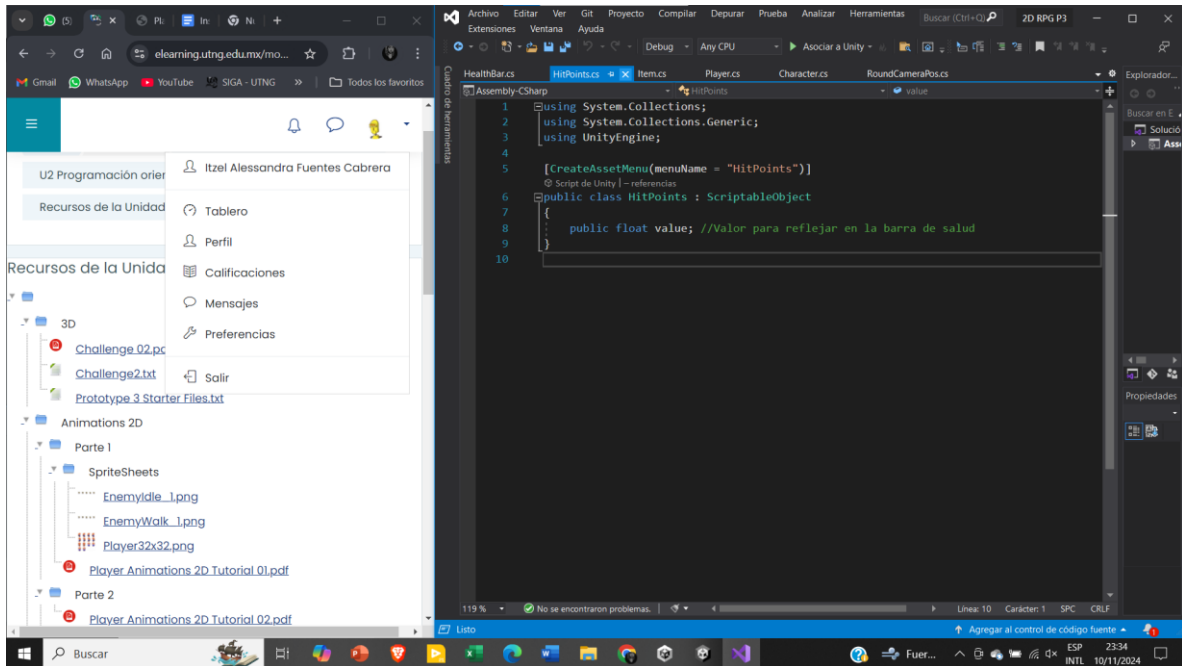 (5)
Pl
In
N
elearning.utng.edu.mx/mo...
Gmail
WhatsApp
YouTube
SIGA - UTNG
»
Todos los favoritos
Itzel Alessandra Fuentes Cabrera
Tablero
Perfil
Calificaciones
Mensajes
Preferencias
Salir
U2 Programación orien
Recursos de la Unidad
Recursos de la Unida
3D
Challenge 02.pd
Challenge2.txt
Prototype 3 Starter Files.txt
Animations 2D
Parte 1
SpriteSheets
EnemyIdle_1.png
EnemyWalk_1.png
Player32x32.png
Player Animations 2D Tutorial 01.pdf
Parte 2
Player Animations 2D Tutorial 02.pdf
Archivo Editar Ver Git Proyecto Compilar Depurar Prueba Analizar Herramientas
Extensiones Ventana Ayuda
Buscar (Ctrl+Q)
2D RPG P3
Debug
Any CPU
Asociar a Unity
Cuadro de herramientas
HealthBar.cs HitPoints.cs Item.cs Player.cs Character.cs RoundCameraPos.cs
Assembly-CSharp HitPoints value
1 using System.Collections;
2 using System.Collections.Generic;
3 using UnityEngine;
4
5 [CreateAssetMenu(menuName = "HitPoints")]
Script de Unity | – referencias
6 public class HitPoints : ScriptableObject
7 {
8 public float value; //Valor para reflejar en la barra de salud
9 }
10
119 % No se encontraron problemas. Línea: 10 Carácter: 1 SPC CRLF
Listo
Agregar al control de código fuente
1
Explorador...
Buscar en E
Solució
Ass
Propiedades
Buscar
Fuer...
ESP
INTL
23:34
10/11/2024